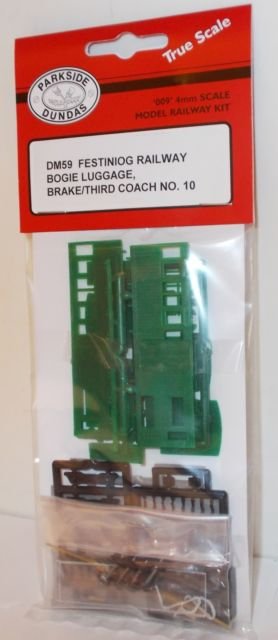 PARKSIDE
DUNDAS
True Scale
'009' 4mm SCALE
MODEL RAILWAY KIT
DM59 FESTINIOG RAILWAY
BOGIE LUGGAGE,
BRAKE/THIRD COACH NO. 10